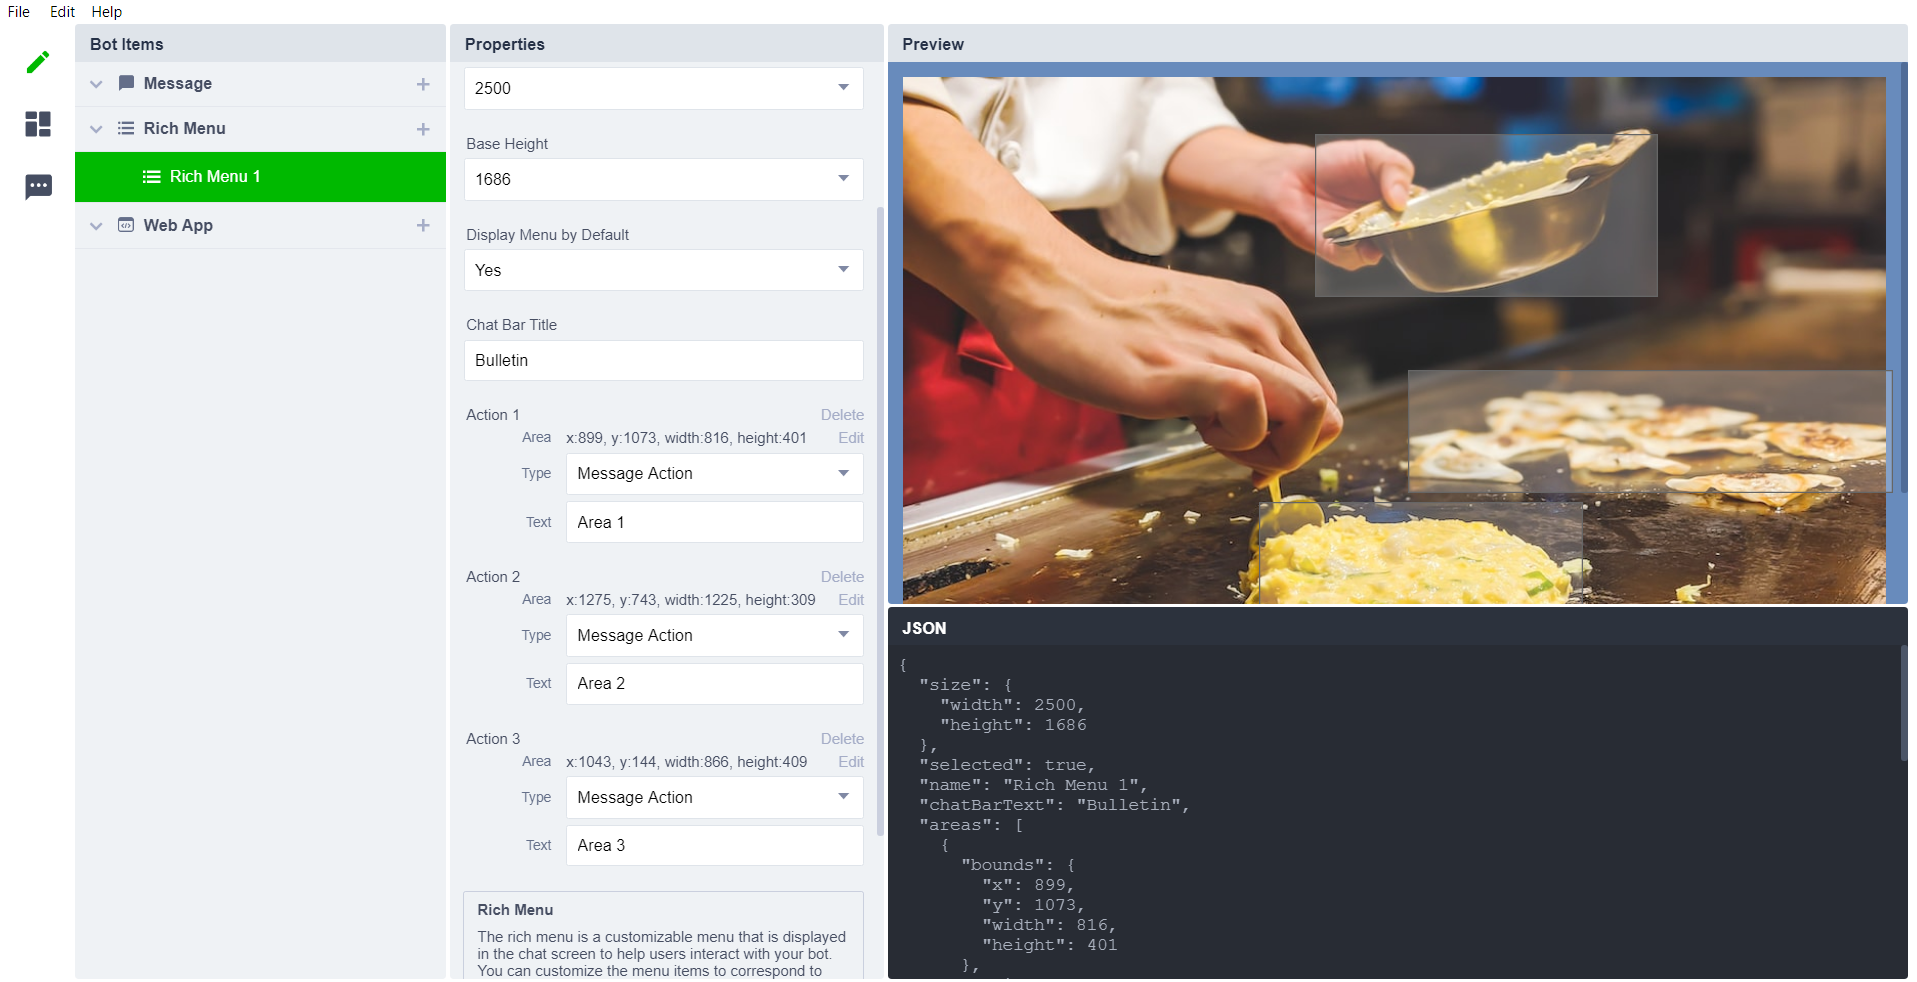 File Edit Help
Bot Items
Message
Rich Menu
Rich Menu 1
Web App
Properties
2500
Base Height
1686
Display Menu by Default
Yes
Chat Bar Title
Bulletin
Action 1 Delete
Area x:899, y:1073, width:816, height:401 Edit
Type Message Action
Text Area 1
Action 2 Delete
Area x:1275, y:743, width:1225, height:309 Edit
Type Message Action
Text Area 2
Action 3 Delete
Area x:1043, y:144, width:866, height:409 Edit
Type Message Action
Text Area 3
Rich Menu
The rich menu is a customizable menu that is displayed
in the chat screen to help users interact with your bot.
You can customize the menu items to correspond to
Preview
JSON
{
"size": {
"width": 2500,
"height": 1686
},
"selected": true,
"name": "Rich Menu 1",
"chatBarText": "Bulletin",
"areas": [
{
"bounds": {
"x": 899,
"y": 1073,
"width": 816,
"height": 401
},